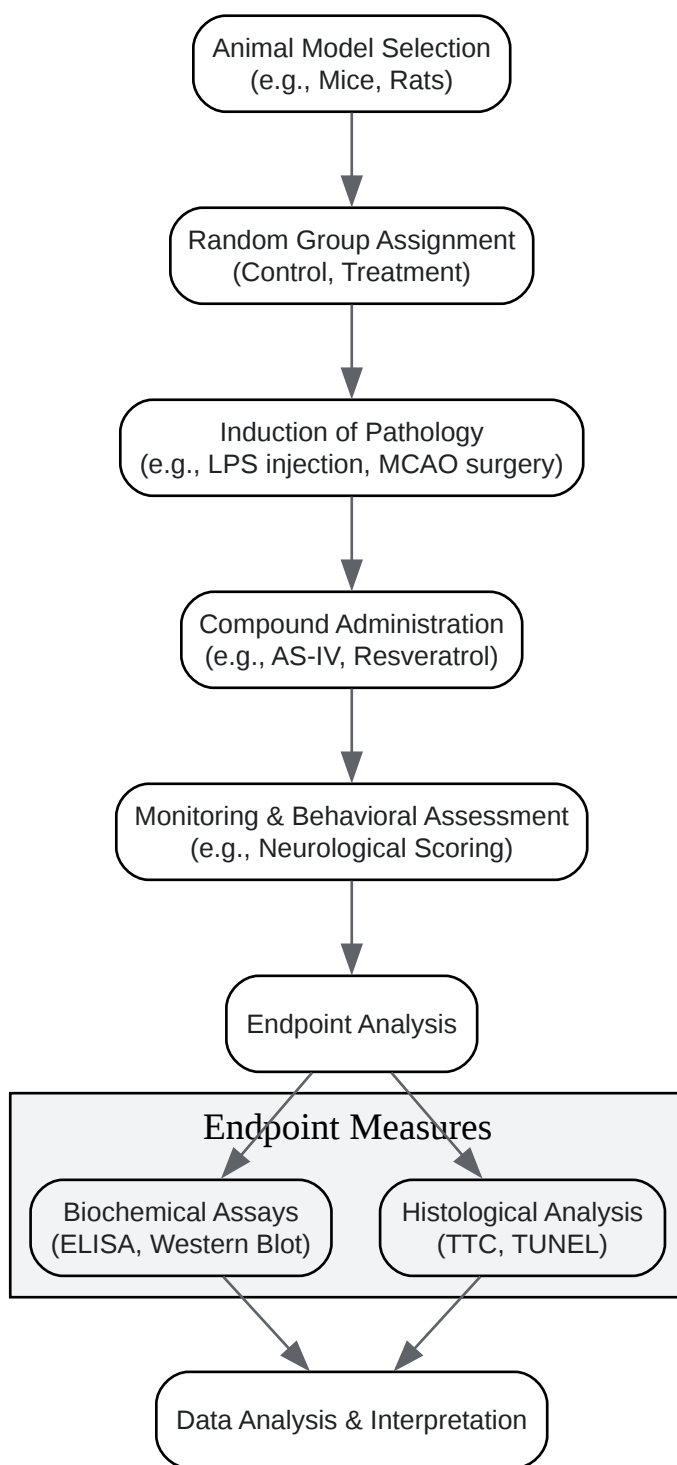 Animal Model Selection
(e.g., Mice, Rats)
Random Group Assignment
(Control, Treatment)
Induction of Pathology
(e.g., LPS injection, MCAO surgery)
Compound Administration
(e.g., AS-IV, Resveratrol)
Monitoring & Behavioral Assessment
(e.g., Neurological Scoring)
Endpoint Analysis
Endpoint Measures
Biochemical Assays
(ELISA, Western Blot)
Histological Analysis
(TTC, TUNEL)
Data Analysis & Interpretation